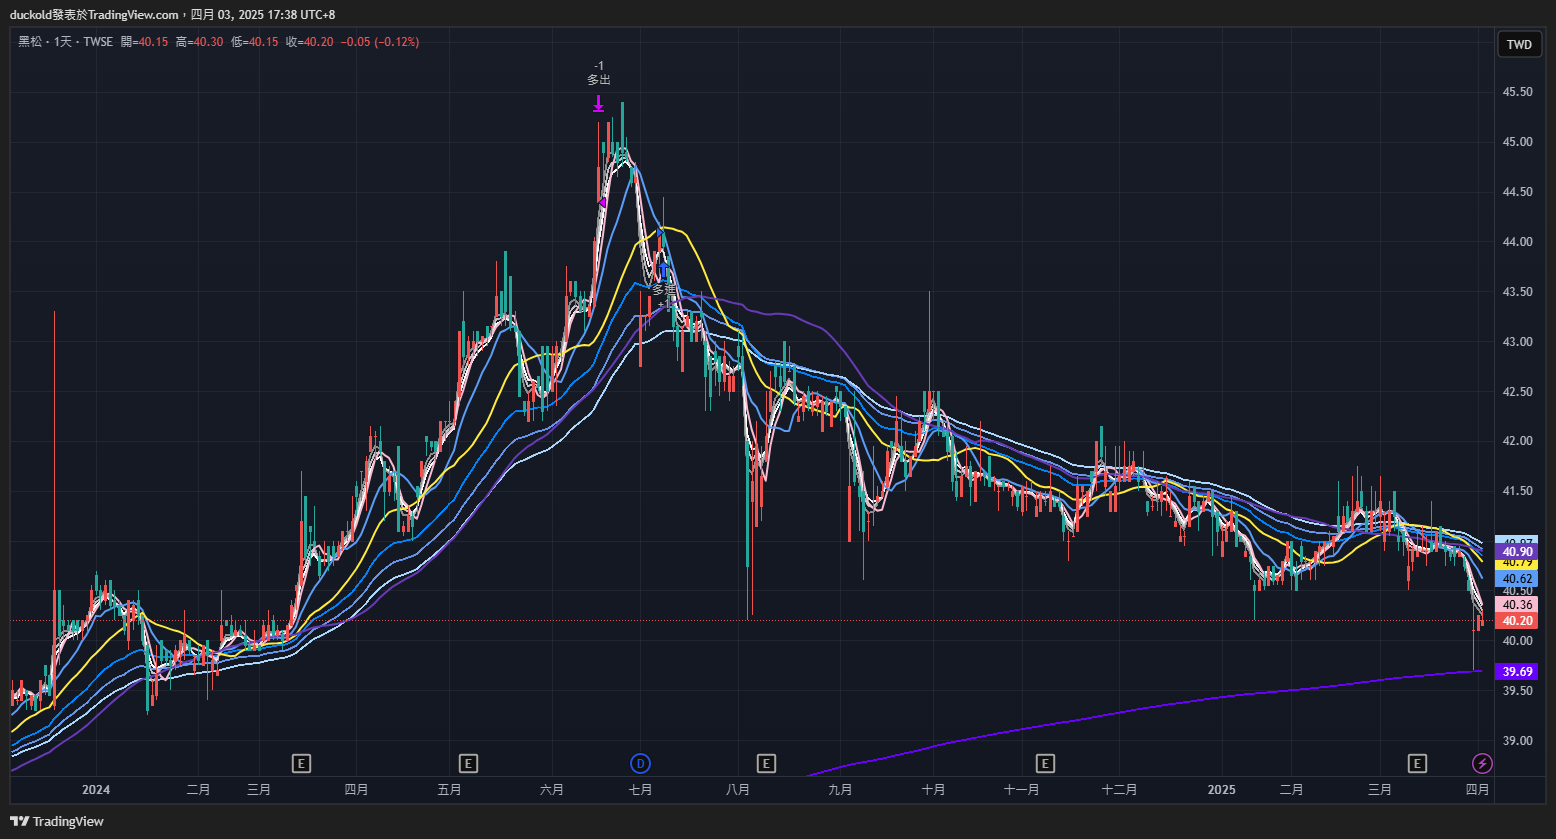 duckold發表於TradingView.com，四月 03, 2025 17:38 UTC+8
黑松 · 1天 · TWSE 開=40.15 高=40.30 低=40.15 收=40.20 −0.05 (−0.12%)
TWD
-1
多出
45.50
45.00
44.50
44.00
多進
43.50
43.00
42.50
42.00
41.50
40.90
40.79
40.62
40.50
40.36
40.20
40.00
39.69
39.50
39.00
E E D E E E
2024 二月 三月 四月 五月 六月 七月 八月 九月 十月 十一月 十二月 2025 二月 三月 四月
TradingView